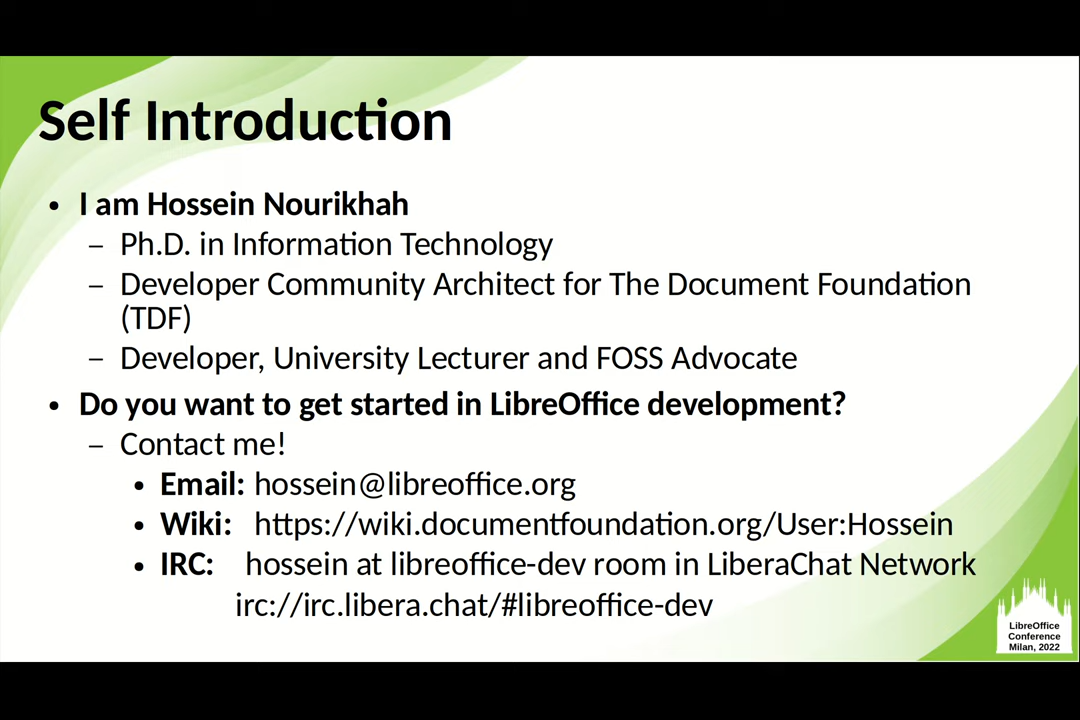 Self Introduction
• I am Hossein Nourikhah
– Ph.D. in Information Technology
– Developer Community Architect for The Document Foundation
(TDF)
– Developer, University Lecturer and FOSS Advocate
• Do you want to get started in LibreOffice development?
– Contact me!
• Email: hossein@libreoffice.org
• Wiki: https://wiki.documentfoundation.org/User:Hossein
• IRC: hossein at libreoffice-dev room in LiberaChat Network
irc://irc.libera.chat/#libreoffice-dev
LibreOffice
Conference
Milan, 2022